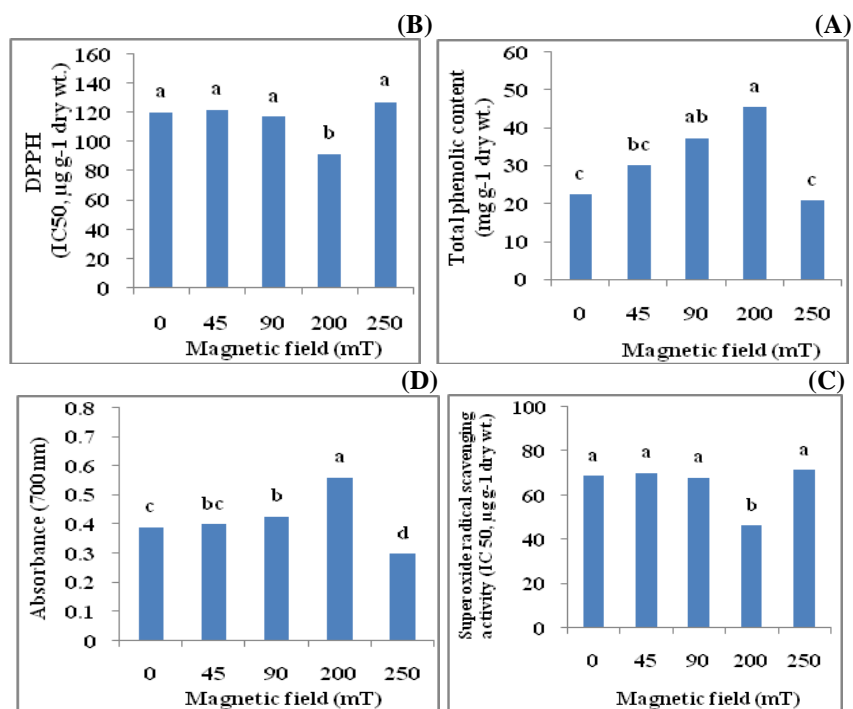 (B)
160
140
120
100
80
60
40
20
0
DPPH
(IC50, µg g-1 dry wt.)
a a a b a
0 45 90 200 250
Magnetic field (mT)
(A)
60
50
40
30
20
10
0
Total phenolic content
(mg g-1 dry wt.)
c bc ab a c
0 45 90 200 250
Magnetic field (mT)
(D)
0.8
0.7
0.6
0.5
0.4
0.3
0.2
0.1
0
Absorbance (700nm)
c bc b a d
0 45 90 200 250
Magnetic field (mT)
(C)
100
80
60
40
20
0
Superoxide radical scavenging
activity (IC 50, µg g-1 dry wt.)
a a a b a
0 45 90 200 250
Magnetic field (mT)